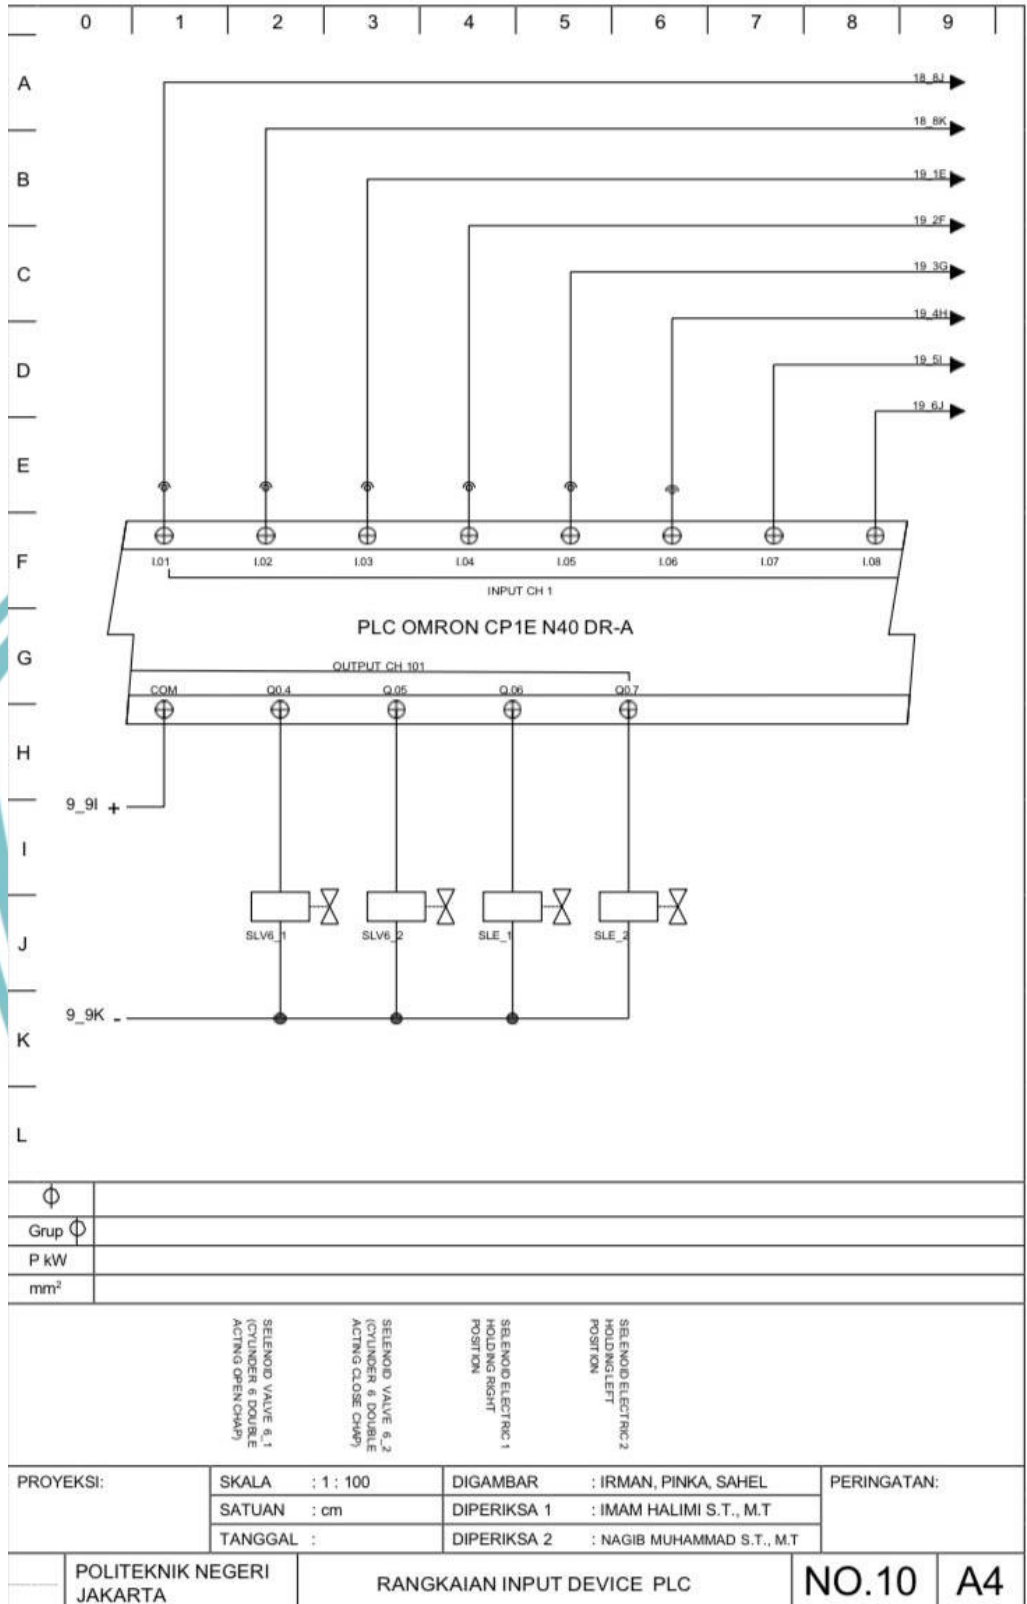 0 1 2 3 4 5 6 7 8 9
A
18_8J
18_8K
B
19_1E
19_2F
C
19_3G
19_4H
D
19_5I
19_6J
E
F
I.01 I.02 I.03 I.04 I.05 I.06 I.07 I.08
INPUT CH 1
PLC OMRON CP1E N40 DR-A
G
OUTPUT CH 101
COM Q0.4 Q.05 Q.06 Q0.7
H
9_9I +
I
SLV6_1 SLV6_2 SLE_1 SLE_2
J
9_9K -
K
L
Φ
Grup Φ
P kW
mm²
SELENOID VALVE 6_1
(CYLINDER 6 DOUBLE
ACTING OPEN CHAP)
SELENOID VALVE 6_2
(CYLINDER 6 DOUBLE
ACTING CLOSE CHAP)
SELENOID ELECTRIC 1
HOLDING RIGHT
POSITION
SELENOID ELECTRIC 2
HOLDING LEFT
POSITION
PROYEKSI:
SKALA : 1 : 100
SATUAN : cm
TANGGAL :
DIGAMBAR : IRMAN, PINKA, SAHEL
DIPERIKSA 1 : IMAM HALIMI S.T., M.T
DIPERIKSA 2 : NAGIB MUHAMMAD S.T., M.T
PERINGATAN:
POLITEKNIK NEGERI
JAKARTA
RANGKAIAN INPUT DEVICE PLC
NO.10
A4